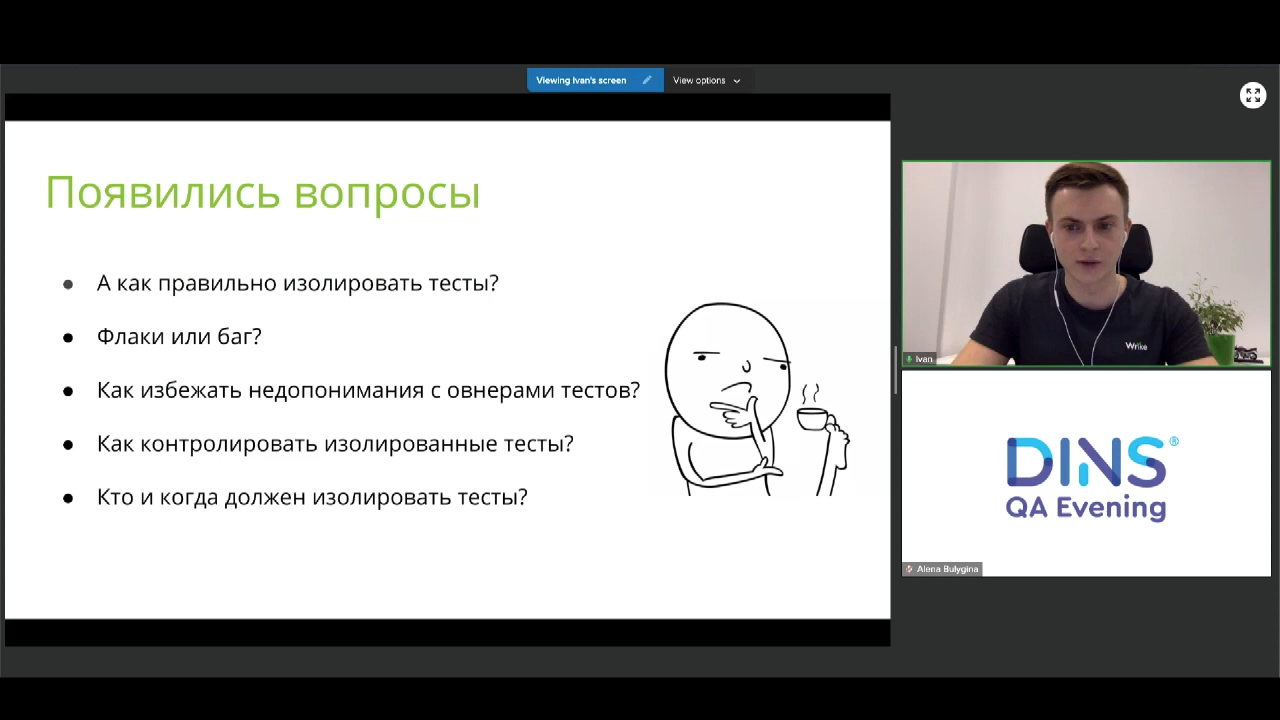 Viewing Ivan's screen
View options
Появились вопросы
А как правильно изолировать тесты?
Флаки или баг?
Как избежать недопонимания с овнерами тестов?
Как контролировать изолированные тесты?
Кто и когда должен изолировать тесты?
Wrike
Ivan
DINS®
QA Evening
Alena Bulygina